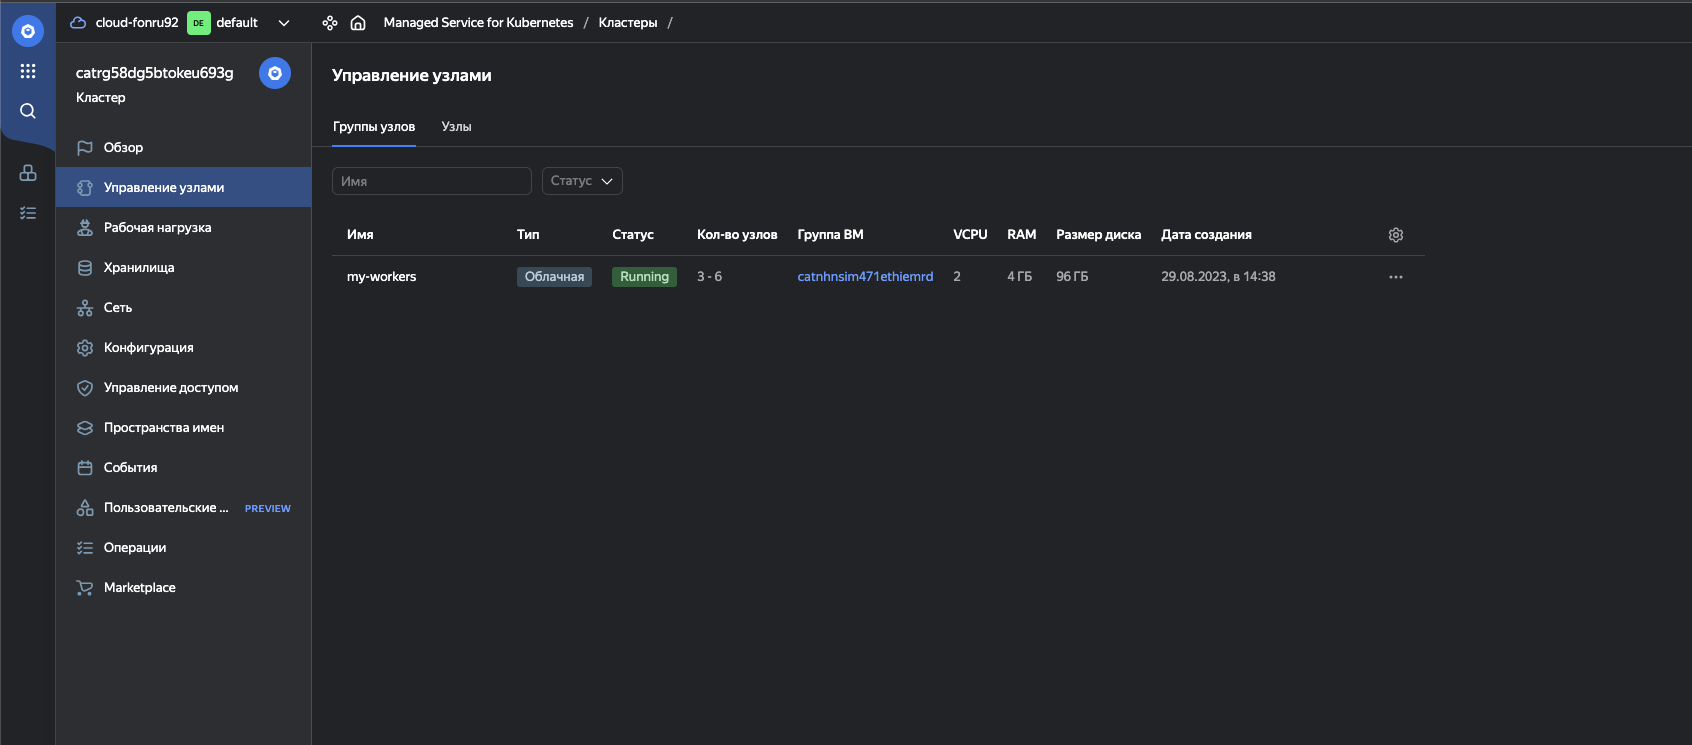 cloud-fonru92 DE default
Managed Service for Kubernetes / Кластеры /
catrg58dg5btokeu693g
Кластер
Обзор
Управление узлами
Рабочая нагрузка
Хранилища
Сеть
Конфигурация
Управление доступом
Пространства имен
События
Пользовательские ... PREVIEW
Операции
Marketplace
Управление узлами
Группы узлов Узлы
Имя Статус
Имя Тип Статус Кол-во узлов Группа ВМ VCPU RAM Размер диска Дата создания
my-workers Облачная Running 3 - 6 catnhnsim471ethiemrd 2 4 ГБ 96 ГБ 29.08.2023, в 14:38